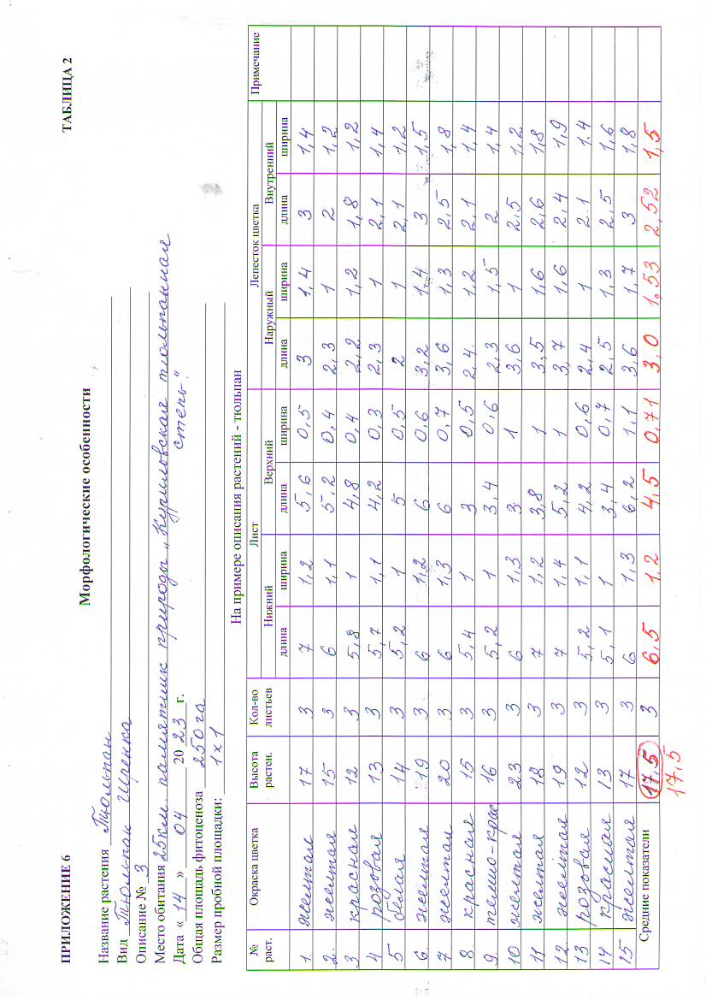 ПРИЛОЖЕНИЕ 6 ТАБЛИЦА 2
Морфологические особенности
Название растения Тюльпан
Вид Тюльпан Шренка
Описание № 3
Место обитания 25км. памятник природы „Куриловская тюльпанная
степь"
Дата « 14 » 04 2023 г.
Общая площадь фитоценоза 250га
Размер пробной площадки: 1х1
На примере описания растений - тюльпан
№ раст. Окраска цветка Высота растен. Кол-во листьев Лист Лепесток цветка Примечание
Нижний Верхний Наружный Внутренний
длина ширина длина ширина длина ширина длина ширина
1. желтая 17 3 7 1,2 5,6 0,5 3 1,4 3 1,4
2. желтая 15 3 6 1,1 5,2 0,4 2,3 1 2 1,2
3 красная 12 3 5,8 1 4,8 0,4 2,2 1,2 1,8 1,2
4 розовая 13 3 5,7 1,1 4,2 0,3 2,3 1 2,1 1,4
5 белая 14 3 5,2 1 5 0,5 2 1 2,1 1,2
6. желтая 19 3 6 1,2 6 0,6 3,2 1,4 3 1,5
7 желтая 20 3 6 1,3 6 0,7 3,6 1,3 2,5 1,8
8. красная 15 3 5,4 1 3 0,5 2,4 1,2 2,1 1,4
9. темно-крас 16 3 5,2 1 3,4 0,6 2,3 1,5 2 1,4
10 желтая 23 3 6 1,3 3 1 3,6 1 2,5 1,2
11 желтая 18 3 7 1,2 3,8 1 3,5 1,6 2,6 1,8
12. желтая 19 3 7 1,4 5,2 1 3,7 1,6 2,4 1,9
13 розовая 12 3 5,2 1,1 4,2 0,6 2,4 1 2.1 1.4
14 красная 13 3 5,1 1 3,4 0,7 2,5 1,3 2,5 1,6
15 желтая 17 3 6 1,3 6,2 1,1 3,6 1,7 3 1,8
Средние показатели 17,5 3 6,5 1,2 4,5 0,71 3,0 1,53 2,52 1,5
17,5